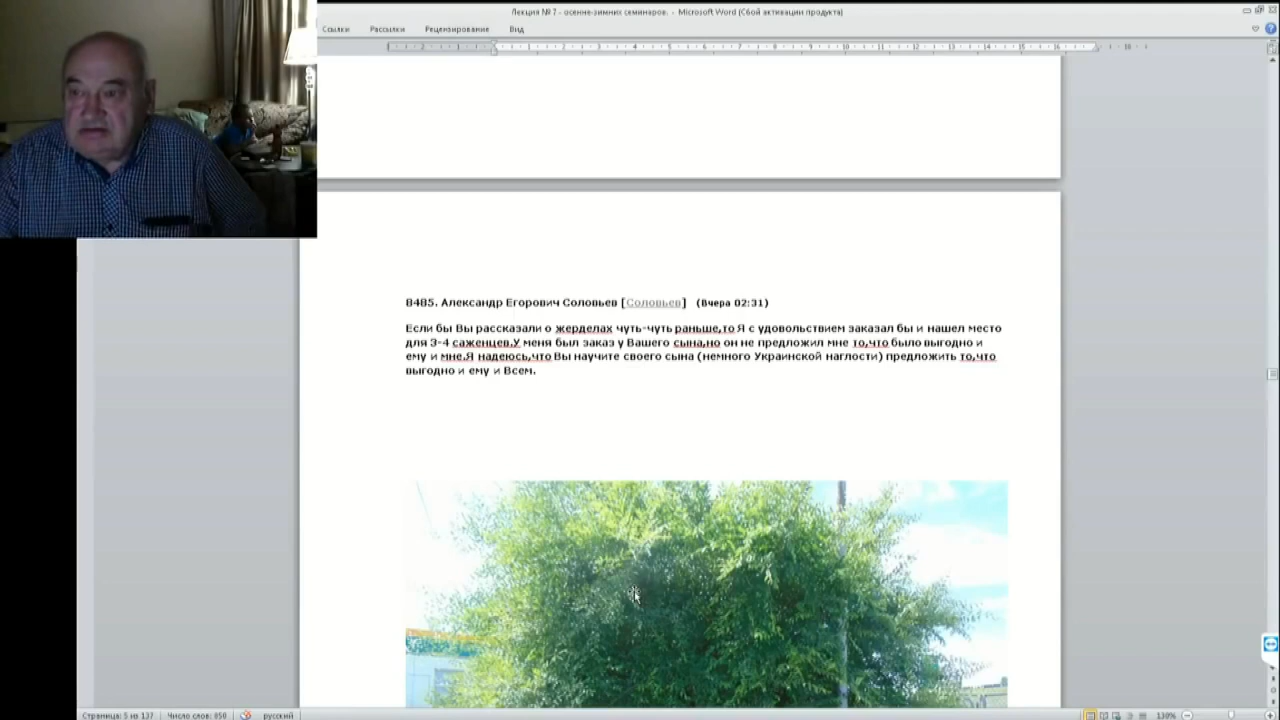 Лекция № 7 - осенне-зимних семинаров. - Microsoft Word (Сбой активации продукта)
Ссылки Рассылки Рецензирование Вид
8485. Александр Егорович Соловьев [Соловьев] (Вчера 02:31)
Если бы Вы рассказали о жерделах чуть-чуть раньше,то Я с удовольствием заказал бы и нашел место
для 3-4 саженцев.У меня был заказ у Вашего сына,но он не предложил мне то,что было выгодно и
ему и мне.Я надеюсь,что Вы научите своего сына (немного Украинской наглости) предложить то,что
выгодно и ему и Всем.
Страница: 5 из 137 Число слов: 850 русский 130%